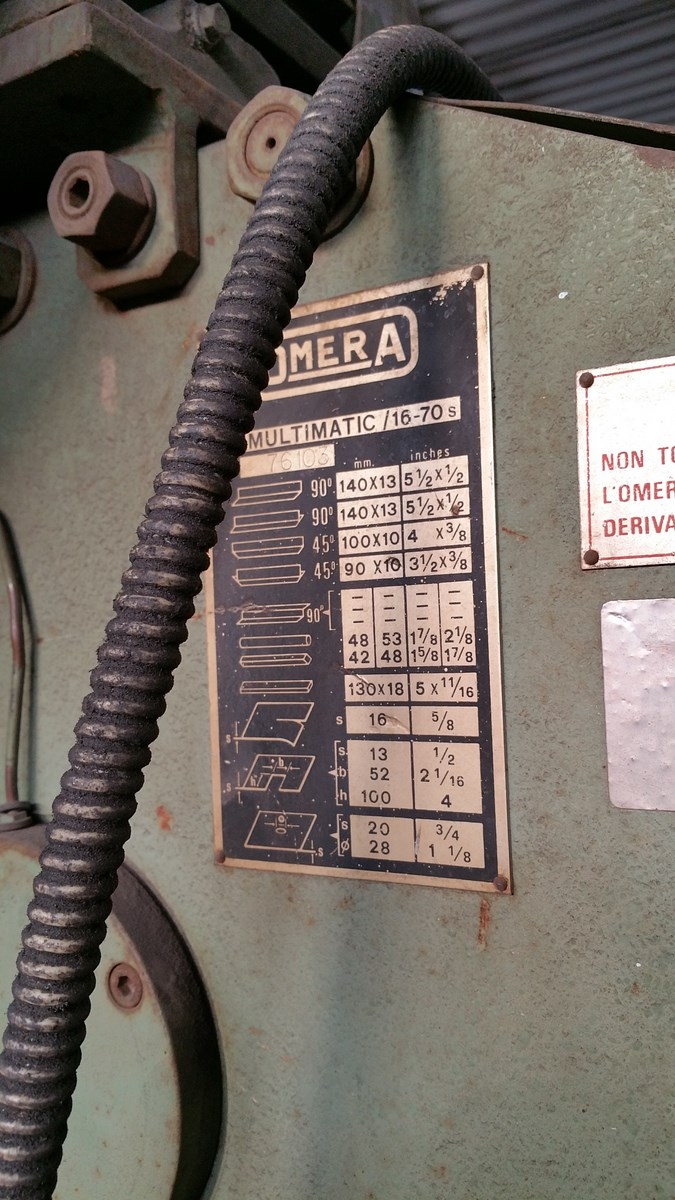 OMERA
MULTIMATIC/16-70 s
mm. inches
90° 140X13 5 1/2 x 1/2
90° 140X13 5 1/2 x 1/2
45° 100X10 4 x 3/8
45° 90 X10 3 1/2 x 3/8
90°
— — — —
— — — —
— — — —
48 53 1 7/8 2 1/8
42 48 1 5/8 1 7/8
130X18 5 x 11/16
s s 16 5/8
s 13 1/2
b b 52 2 1/16
s h h 100 4
s 20 3/4
ø s ø 28 1 1/8
NON
L'OMER
DERIVA